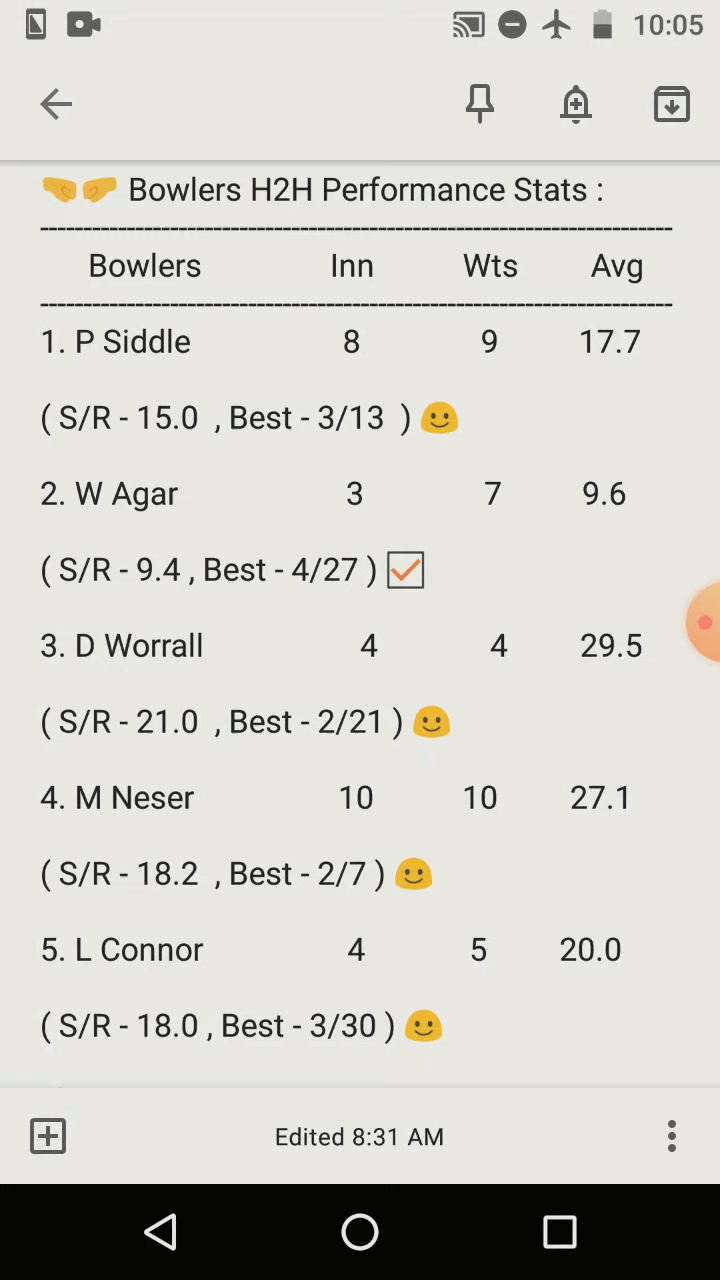 10:05
🤜🤛 Bowlers H2H Performance Stats :
--------------------------------------------------------------------------
Bowlers Inn Wts Avg
--------------------------------------------------------------------------
1. P Siddle 8 9 17.7
( S/R - 15.0 , Best - 3/13 ) 🙂
2. W Agar 3 7 9.6
( S/R - 9.4 , Best - 4/27 ) ☑
3. D Worrall 4 4 29.5
( S/R - 21.0 , Best - 2/21 ) 🙂
4. M Neser 10 10 27.1
( S/R - 18.2 , Best - 2/7 ) 🙂
5. L Connor 4 5 20.0
( S/R - 18.0 , Best - 3/30 ) 🙂
Edited 8:31 AM